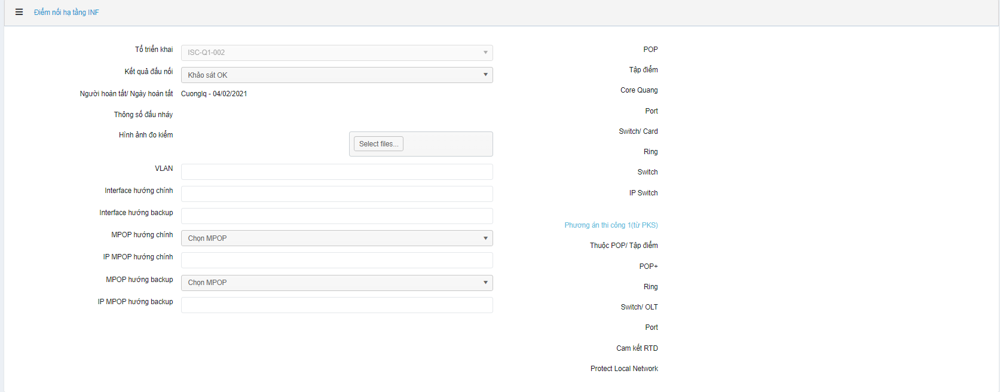 Điểm nối hạ tầng INF
Tổ triển khai
ISC-Q1-002
Kết quả đấu nối
Khảo sát OK
Người hoàn tất/ Ngày hoàn tất
Cuonglq - 04/02/2021
Thông số đấu nháy
Hình ảnh đo kiểm
Select files...
VLAN
Interface hướng chính
Interface hướng backup
MPOP hướng chính
Chọn MPOP
IP MPOP hướng chính
MPOP hướng backup
Chọn MPOP
IP MPOP hướng backup
POP
Tập điểm
Core Quang
Port
Switch/ Card
Ring
Switch
IP Switch
Phương án thi công 1(từ PKS)
Thuộc POP/ Tập điểm
POP+
Ring
Switch/ OLT
Port
Cam kết RTD
Protect Local Network